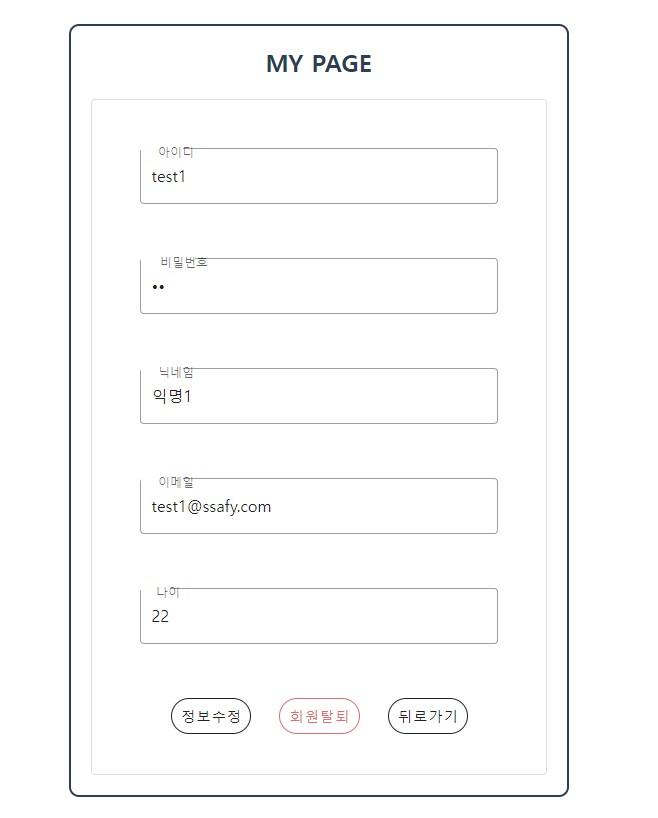 MY PAGE
아이디
test1
비밀번호
••
닉네임
익명1
이메일
test1@ssafy.com
나이
22
정보수정 회원탈퇴 뒤로가기